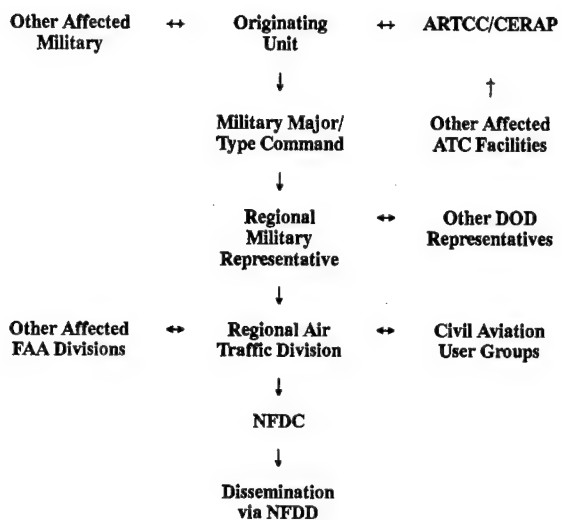 Other Affected ↔ Originating ↔ ARTCC/CERAP
Military Unit
↓ ↑
Military Major/ Other Affected
Type Command ATC Facilities
↓
Regional ↔ Other DOD
Military Representatives
Representative
↓
Other Affected ↔ Regional Air ↔ Civil Aviation
FAA Divisions Traffic Division User Groups
↓
NFDC
↓
Dissemination
via NFDD